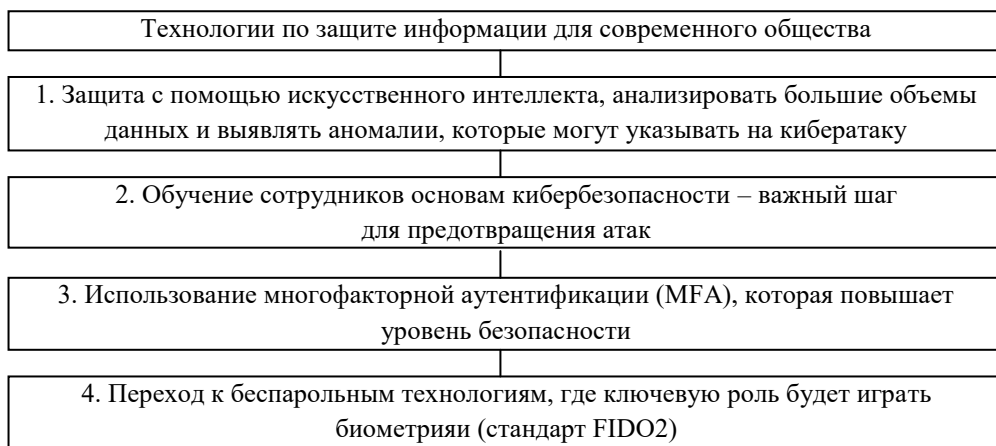 Технологии по защите информации для современного общества
1. Защита с помощью искусственного интеллекта, анализировать большие объемы
данных и выявлять аномалии, которые могут указывать на кибератаку
2. Обучение сотрудников основам кибербезопасности – важный шаг
для предотвращения атак
3. Использование многофакторной аутентификации (MFA), которая повышает
уровень безопасности
4. Переход к беспарольным технологиям, где ключевую роль будет играть
биометрияи (стандарт FIDO2)